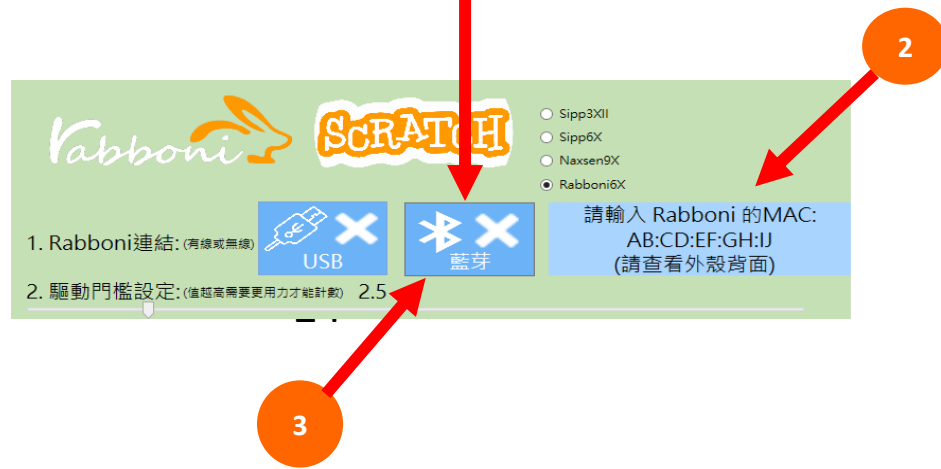 2
rabboni
SCRATCH
Sipp3XII
Sipp6X
Naxsen9X
Rabboni6X
1. Rabboni連結:(有線或無線)
USB
藍芽
請輸入 Rabboni 的MAC:
AB:CD:EF:GH:IJ
(請查看外殼背面)
2. 驅動門檻設定:(值越高需要更用力才能計數) 2.5
3